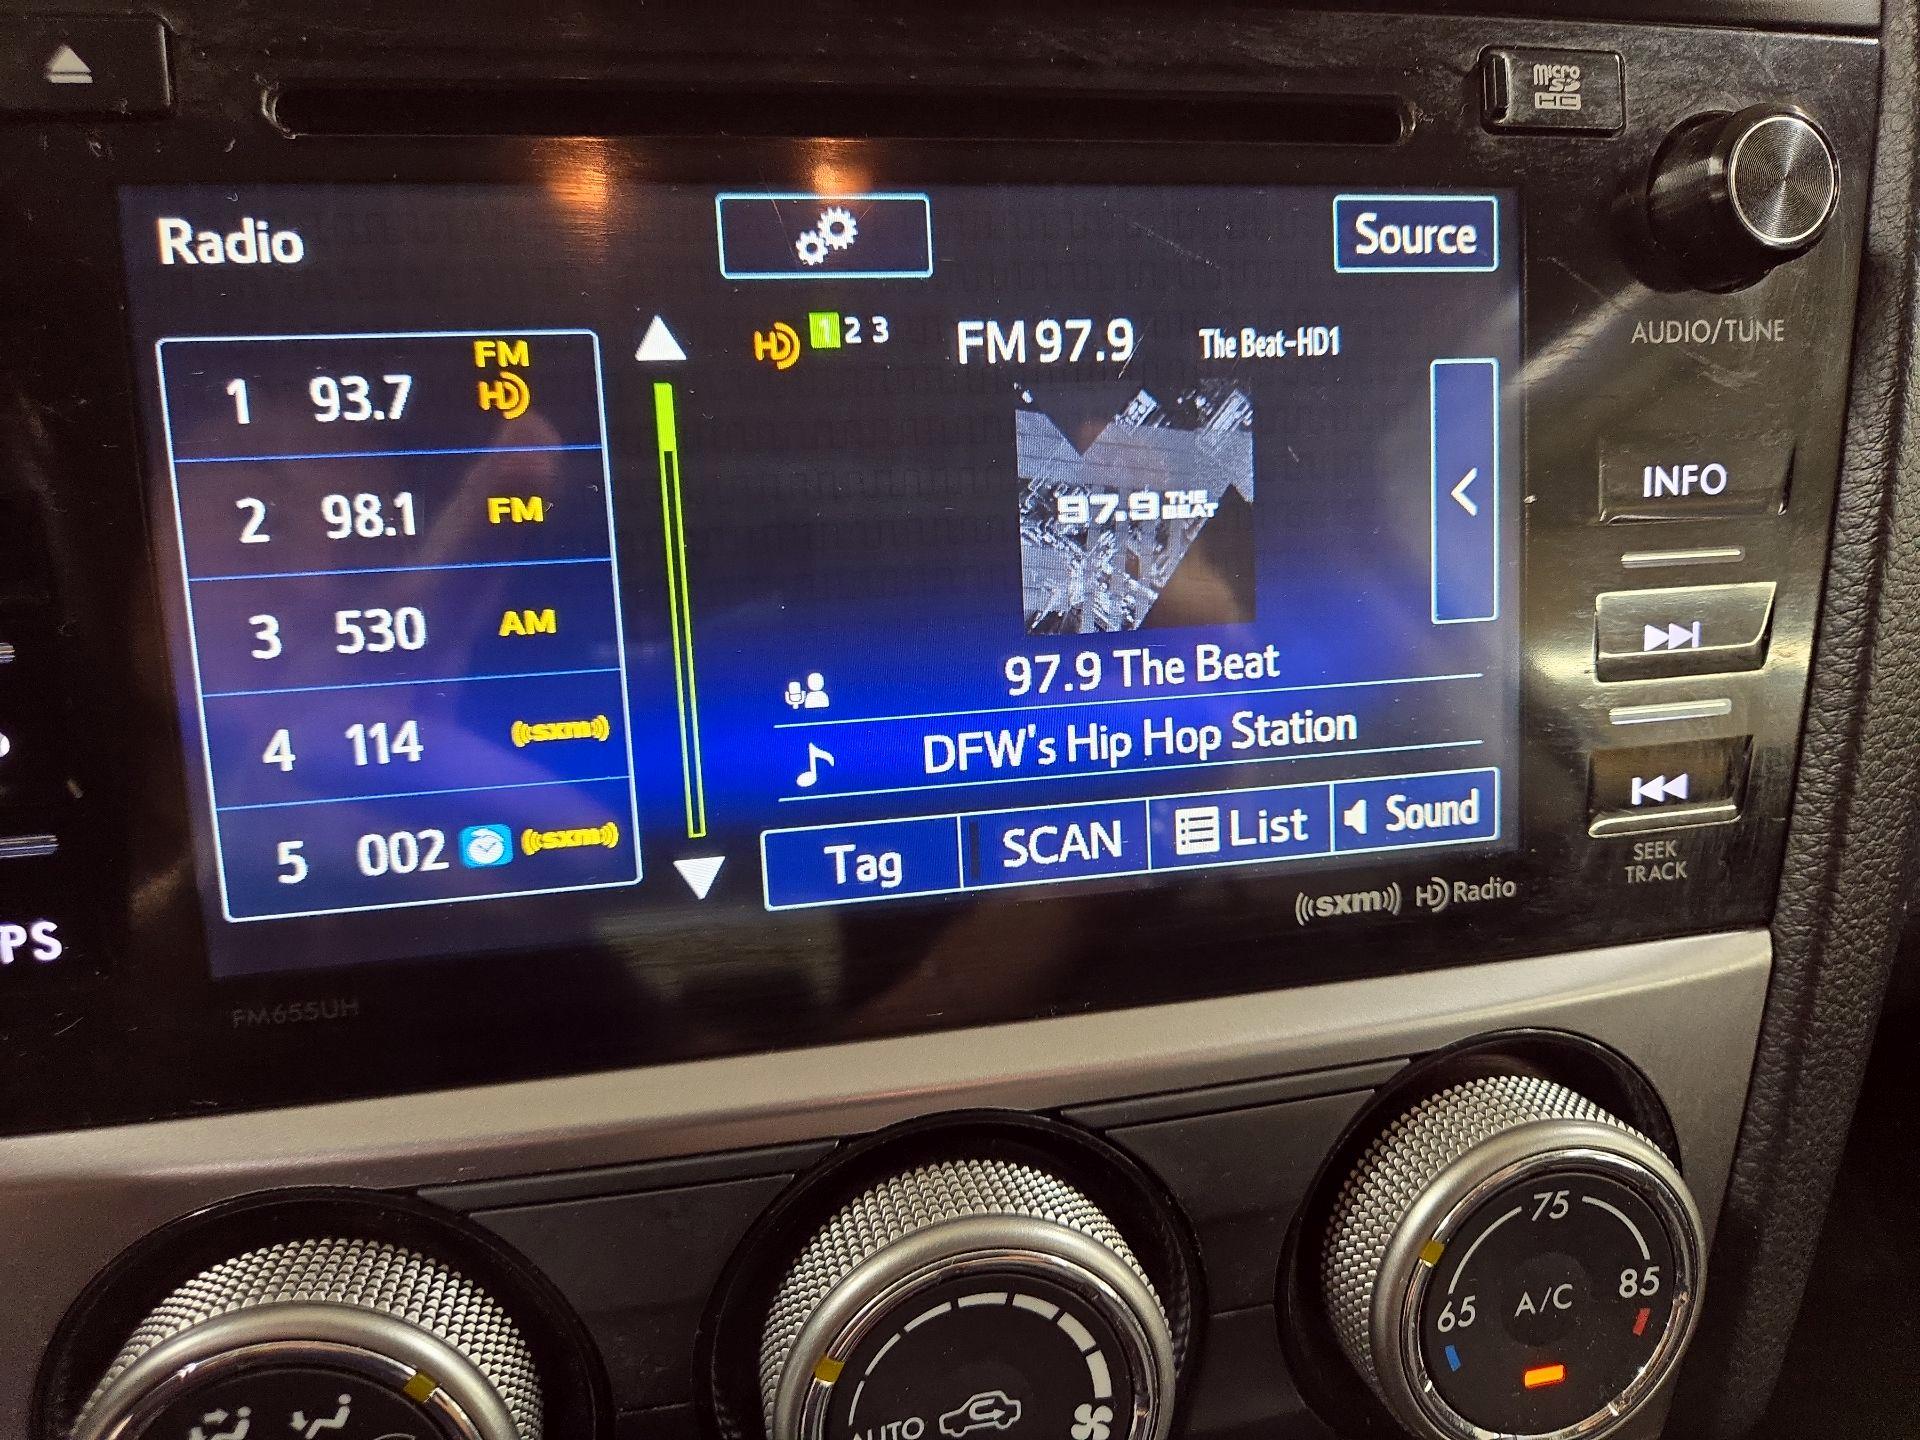 micro SD HC
Radio
Source
HD 1 2 3 FM 97.9 The Beat-HD1
AUDIO/TUNE
1 93.7 FM HD
2 98.1 FM
3 530 AM
4 114 ((sxm))
5 002 ((sxm))
97.9 THE BEAT
97.9 The Beat
DFW's Hip Hop Station
Tag SCAN List Sound
((sxm)) HD Radio
INFO
SEEK
TRACK
PS
FM655UH
AUTO
75
65 A/C 85